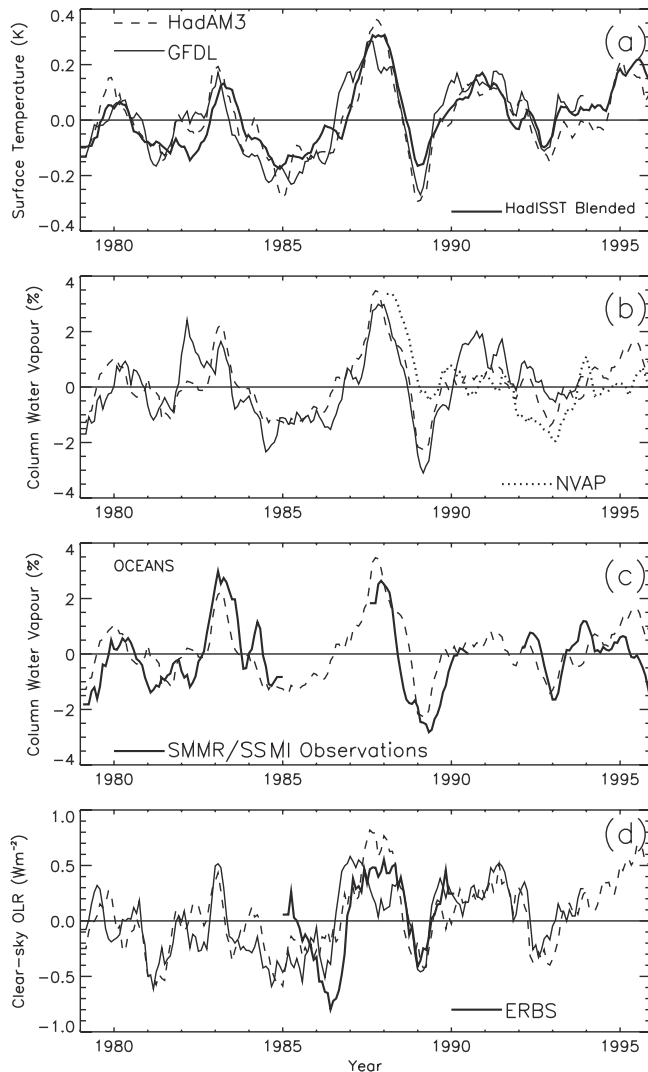 HadAM3
GFDL
(a)
Surface Temperature (K)
0.4
0.2
0.0
−0.2
−0.4
HadISST Blended
1980 1985 1990 1995
(b)
Column Water Vapour (%)
4
2
0
−2
−4
NVAP
1980 1985 1990 1995
OCEANS
(c)
Column Water Vapour (%)
4
2
0
−2
−4
SMMR/SSMI Observations
1980 1985 1990 1995
(d)
Clear−sky OLR (Wm⁻²)
1.0
0.5
0.0
−0.5
−1.0
ERBS
1980 1985 1990 1995
Year